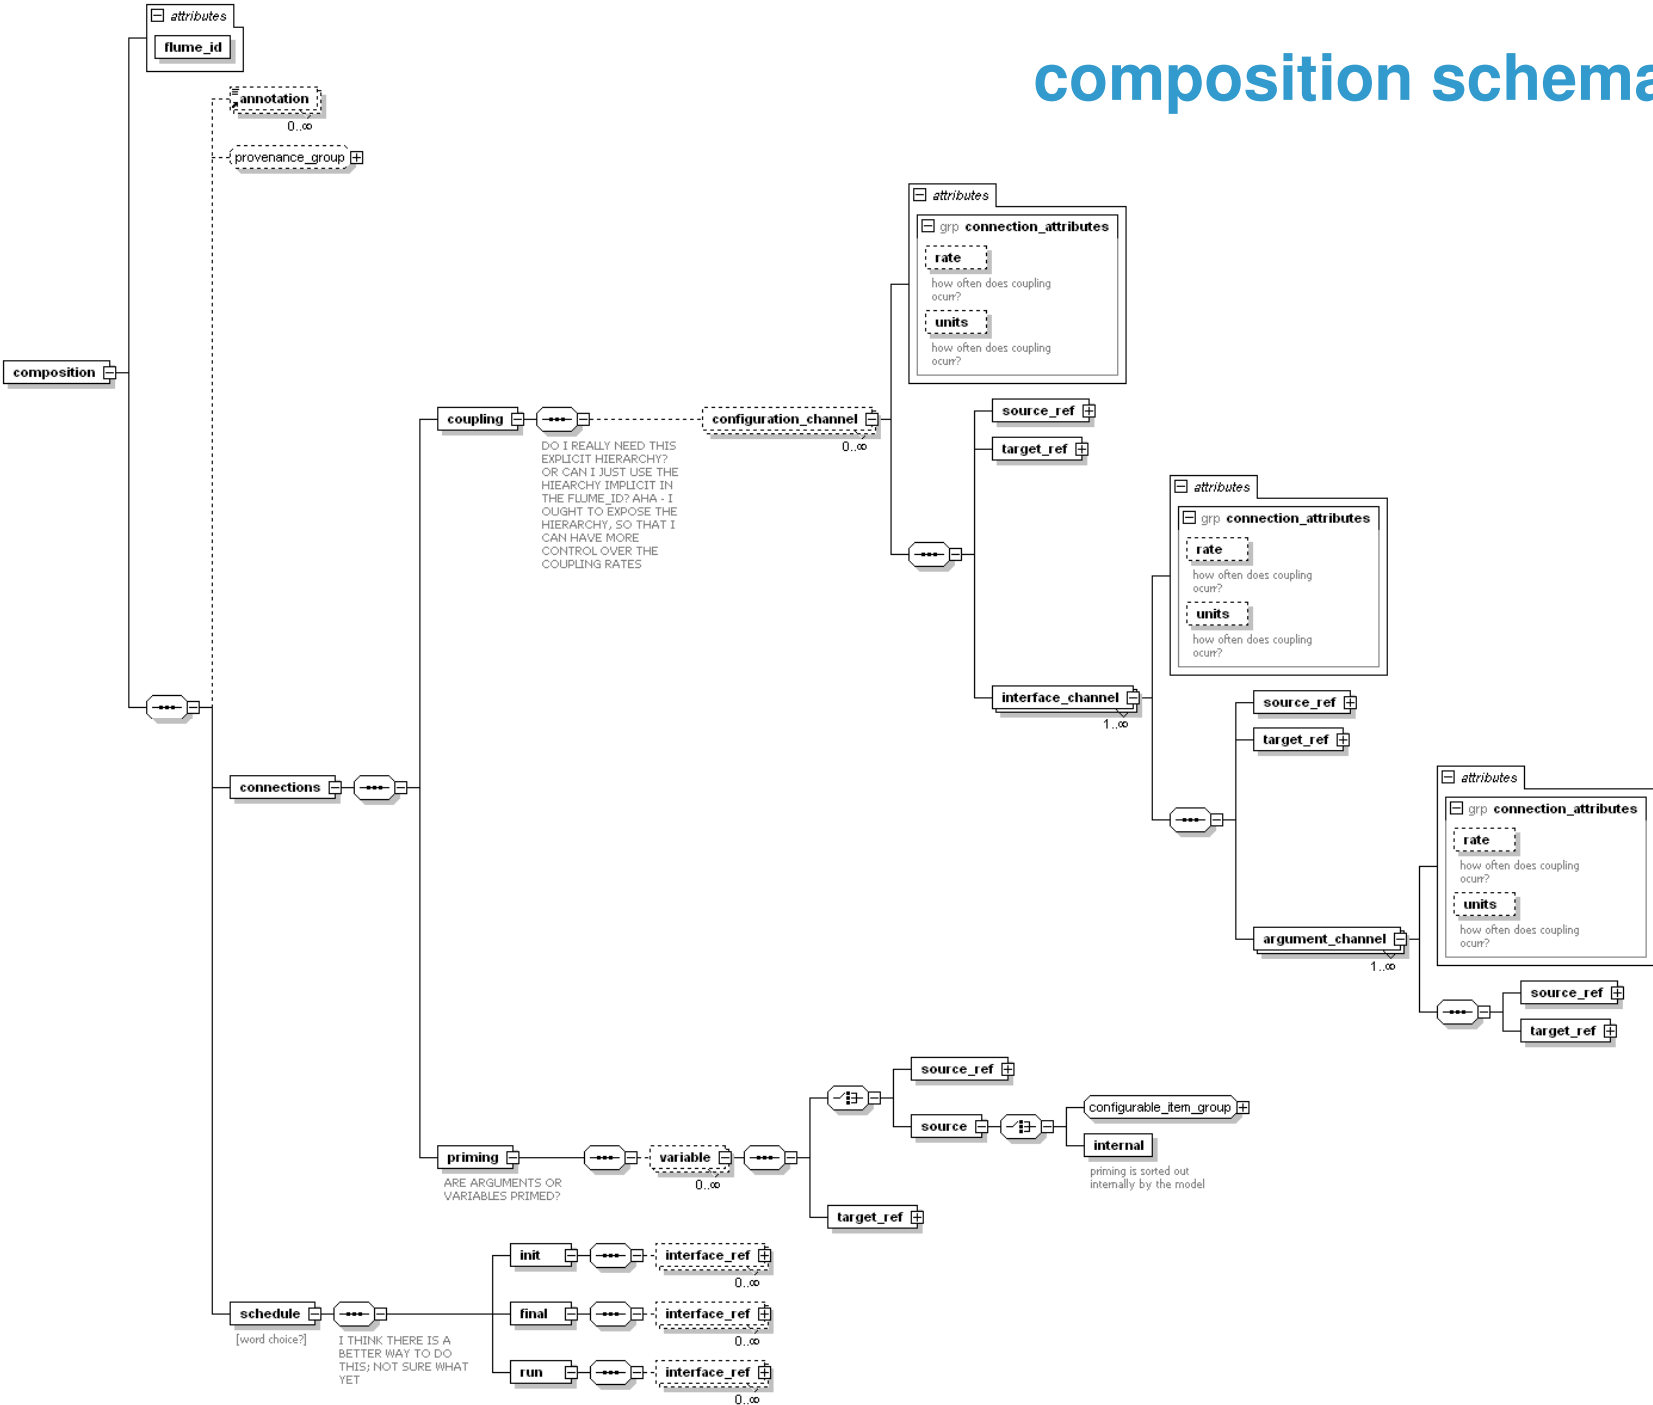 composition schema
attributes
flume_id
annotation
0..∞
provenance_group
composition
attributes
grp connection_attributes
rate
how often does coupling
ocurr?
units
how often does coupling
ocurr?
coupling
DO I REALLY NEED THIS
EXPLICIT HIERARCHY?
OR CAN I JUST USE THE
HIEARCHY IMPLICIT IN
THE FLUME_ID? AHA - I
OUGHT TO EXPOSE THE
HIERARCHY, SO THAT I
CAN HAVE MORE
CONTROL OVER THE
COUPLING RATES
configuration_channel
0..∞
source_ref
target_ref
attributes
grp connection_attributes
rate
how often does coupling
ocurr?
units
how often does coupling
ocurr?
interface_channel
1..∞
source_ref
target_ref
connections
attributes
grp connection_attributes
rate
how often does coupling
ocurr?
units
how often does coupling
ocurr?
argument_channel
1..∞
source_ref
target_ref
priming
ARE ARGUMENTS OR
VARIABLES PRIMED?
variable
0..∞
source_ref
source
configurable_item_group
internal
priming is sorted out
internally by the model
target_ref
schedule
[word choice?]
I THINK THERE IS A
BETTER WAY TO DO
THIS; NOT SURE WHAT
YET
init
interface_ref
0..∞
final
interface_ref
0..∞
run
interface_ref
0..∞